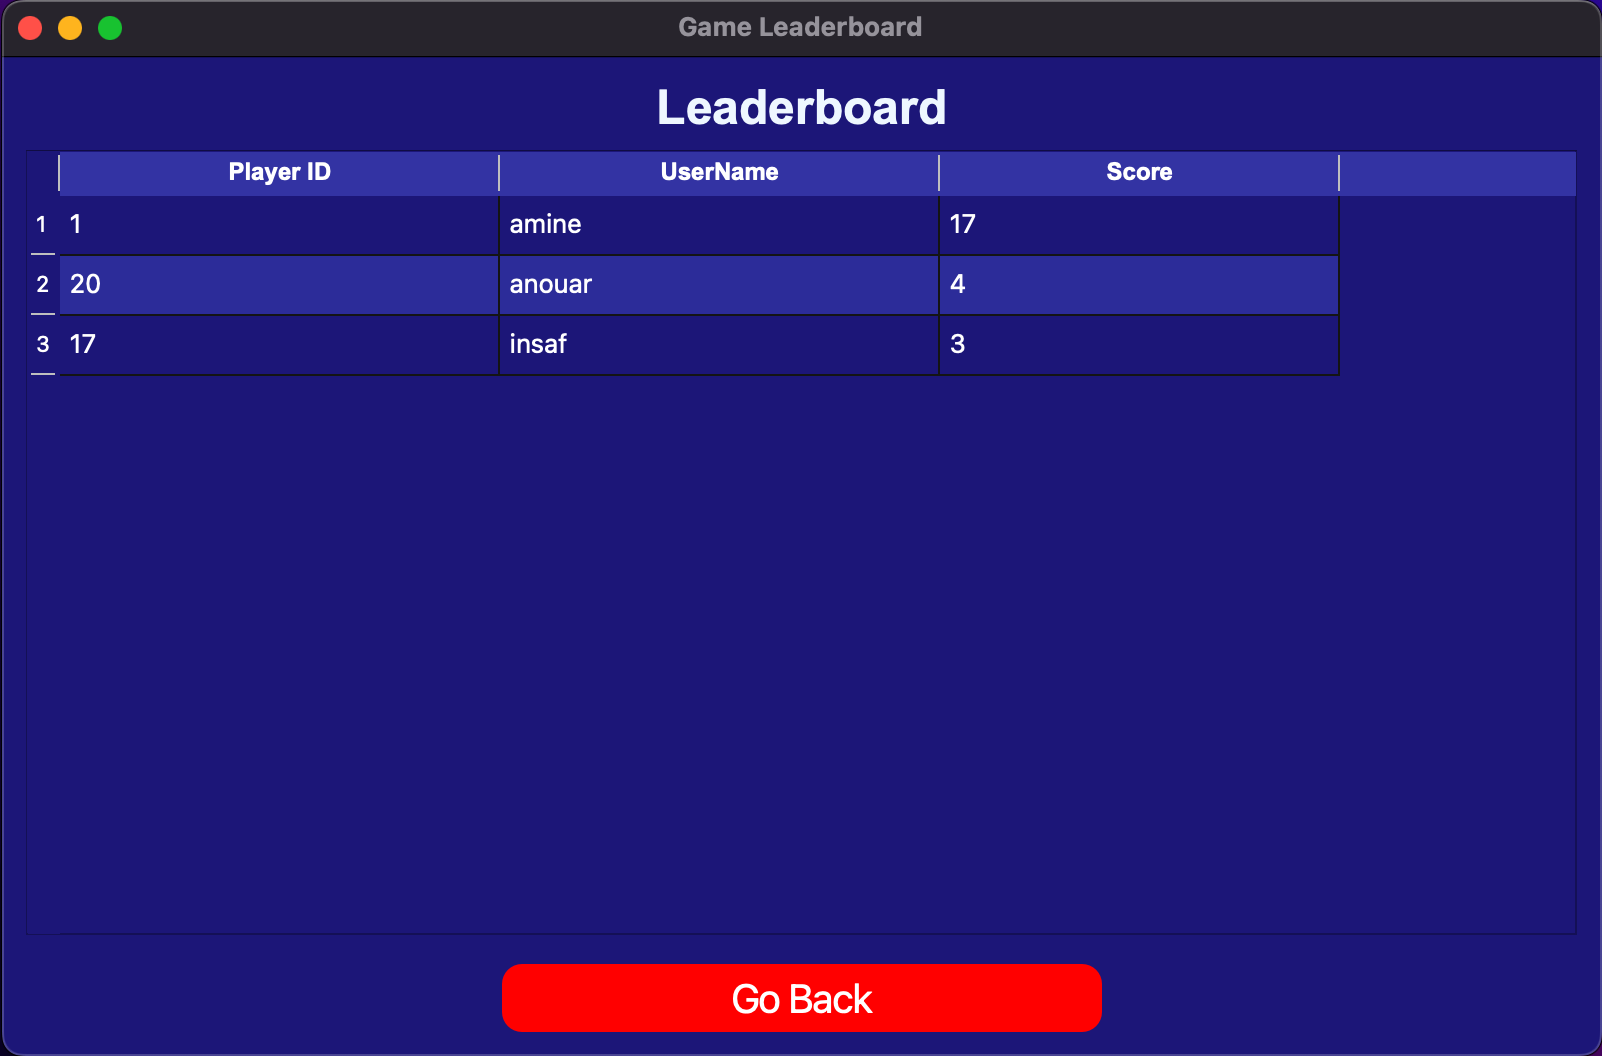 Game Leaderboard
Leaderboard
Player ID UserName Score
1 1 amine 17
2 20 anouar 4
3 17 insaf 3
Go Back